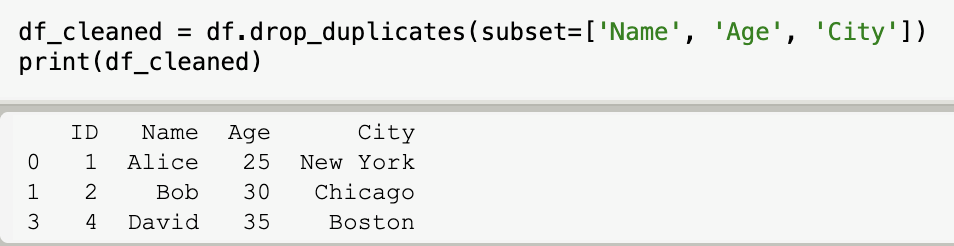 df_cleaned = df.drop_duplicates(subset=['Name', 'Age', 'City'])
print(df_cleaned)
   ID   Name  Age      City
0   1  Alice   25  New York
1   2    Bob   30   Chicago
3   4  David   35    Boston